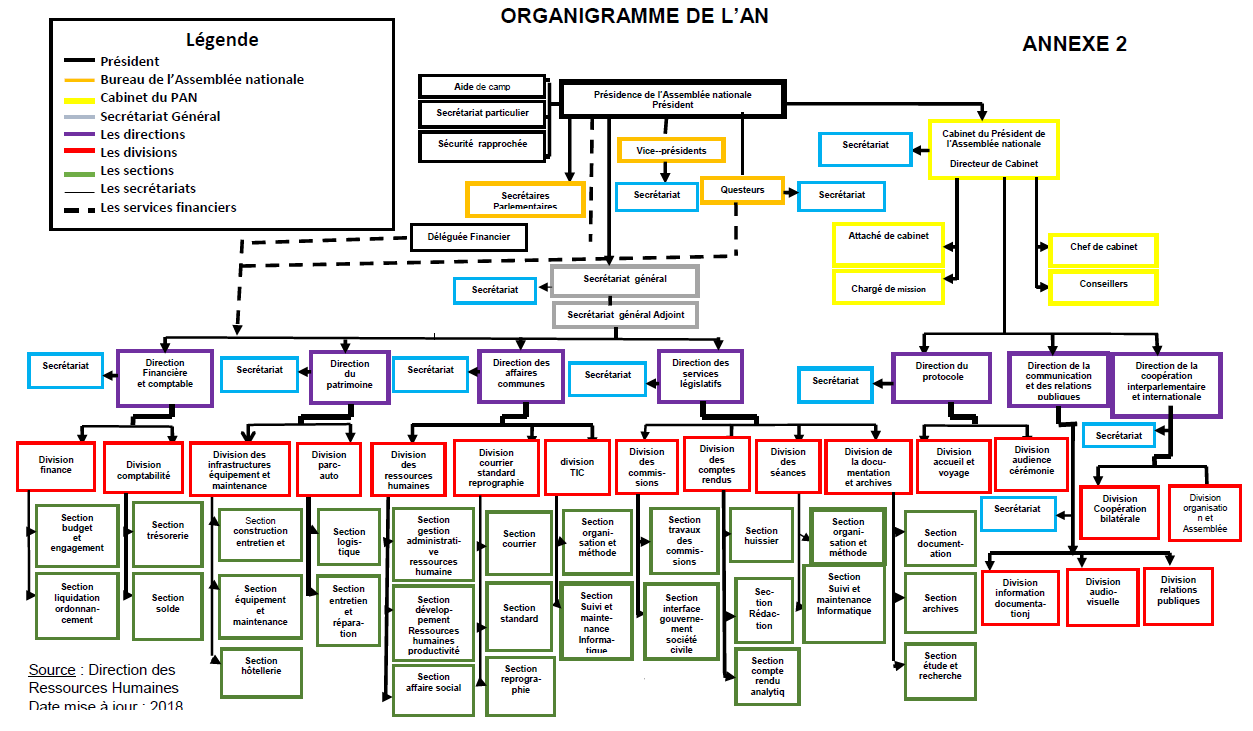 ORGANIGRAMME DE L'AN
ANNEXE 2
Légende
Président
Bureau de l'Assemblée nationale
Cabinet du PAN
Secrétariat Général
Les directions
Les divisions
Les sections
Les secrétariats
Les services financiers
Aide de camp
Secrétariat particulier
Sécurité rapprochée
Présidence de l'Assemblée nationale
Président
Secrétariat
Cabinet du Président de
l'Assemblée nationale
Directeur de Cabinet
Vice--présidents
Secrétaires
Parlementaires
Secrétariat
Questeurs
Secrétariat
Déléguée Financier
Attaché de cabinet
Chargé de mission
Chef de cabinet
Conseillers
Secrétariat
Secrétariat général
Secrétariat général Adjoint
Secrétariat
Direction
Financière
et comptable
Secrétariat
Direction
du
patrimoine
Secrétariat
Direction des
affaires
communes
Secrétariat
Direction des
services
législatifs
Secrétariat
Direction du
protocole
Direction de la
communication
et des relations
publiques
Direction de la
coopération
interparlementaire
et internationale
Secrétariat
Division
finance
Division
comptabilité
Division des
infrastructures
équipement et
maintenance
Division
parc-
auto
Division
des
ressources
humaines
Division
courrier
standard
reprographie
division
TIC
Division
des
commis-
sions
Division
des
comptes
rendus
Division
des
séances
Division de
la docu-
mentation
et archives
Division
accueil et
voyage
Division
audience
cérémonie
Secrétariat
Division
Coopération
bilatérale
Division
organisatio
n et
Assemblée
Section
budget
et
engagement
Section
liquidation
ordonnan-
cement
Section
trésorerie
Section
solde
Section
construction
entretien et
Section
équipement
et
maintenance
Section
hôtellerie
Section
logis-
tique
Section
entretien
et
répara-
tion
Section
gestion
administrati-
ve
ressources
humaine
Section
dévelop-
pement
Ressources
humaines
productivité
Section
affaire social
Section
courrier
Section
standard
Section
reprogra-
phie
Section
organi-
sation et
méthode
Section
Suivi et
mainte-
nance
Informa-
tique
Section
travaux
des
commis-
sions
Section
interface
gouverne-
ment
société
civile
Section
huissier
Sec-
tion
Rédac-
tion
Section
compte
rendu
analytiq
Section
organi-
sation et
méthode
Section
Suivi et
maintenance
Informatique
Section
document-
ation
Section
archives
Section
étude et
recherche
Division
information
documentationj
Division
audio-
visuelle
Division
relations
publiques
Source : Direction des
Ressources Humaines
Date mise à jour : 2018